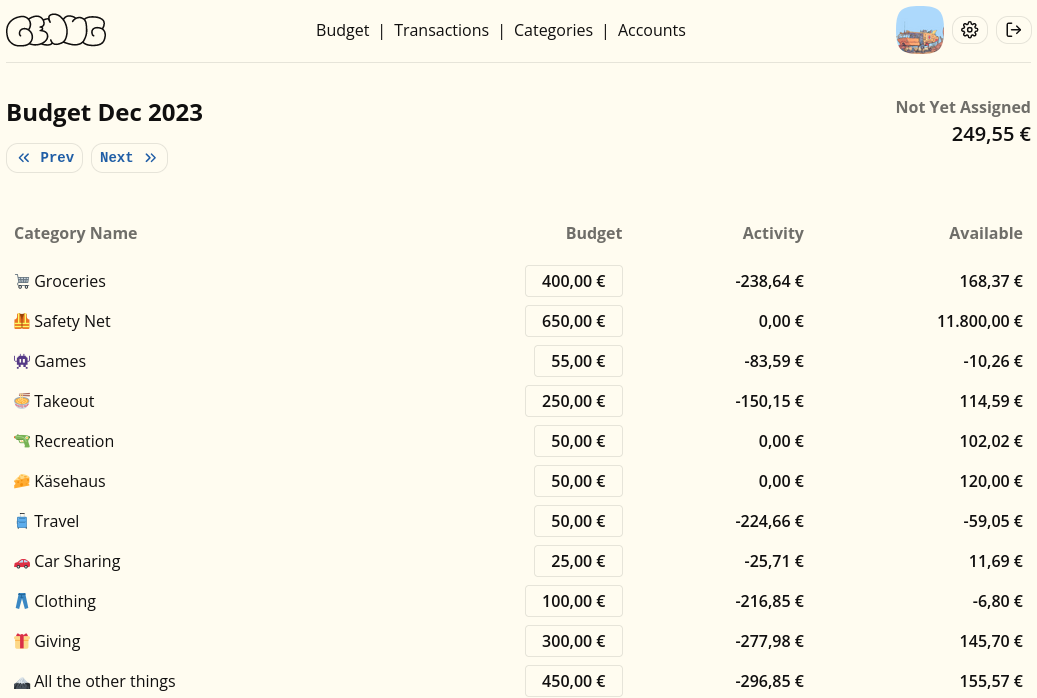 GENUG
Budget | Transactions | Categories | Accounts
Budget Dec 2023
Not Yet Assigned
249,55 €
« Prev
Next »
Category Name Budget Activity Available
Groceries 400,00 € -238,64 € 168,37 €
Safety Net 650,00 € 0,00 € 11.800,00 €
Games 55,00 € -83,59 € -10,26 €
Takeout 250,00 € -150,15 € 114,59 €
Recreation 50,00 € 0,00 € 102,02 €
Käsehaus 50,00 € 0,00 € 120,00 €
Travel 50,00 € -224,66 € -59,05 €
Car Sharing 25,00 € -25,71 € 11,69 €
Clothing 100,00 € -216,85 € -6,80 €
Giving 300,00 € -277,98 € 145,70 €
All the other things 450,00 € -296,85 € 155,57 €